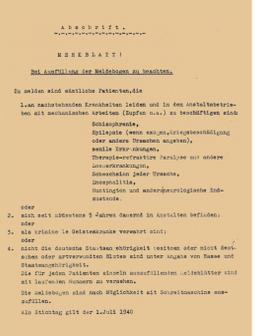 Abschrift.
MERKBLATT!
Bei Ausfüllung der Meldebogen zu beachten.
Zu melden sind sämtliche Patienten, die
1. an nachstehenden Krankheiten leiden und in den Anstaltsbetrie-
ben mit mechanischen Arbeiten (Zupfen u.a.) zu beschäftigen sind:
Schizophrenie,
Epilepsie (wenn exogen, Kriegsbeschädigung
oder andere Ursachen angeben),
senile Erkrankungen,
Therapie-refraktäre Paralyse und andere
Lueserkrankungen,
Schwachsinn jeder Ursache,
Encephalitis,
Huntington und andere neurologische
oder
2. sich seit mindestens 5 Jahren dauernd in Anstalten befinden;
oder
3. als kriminelle Geisteskranke verwahrt sind;
oder
4. nicht die deutsche Staatsangehörigkeit besitzen oder nicht deut-
schen oder artverwandten Blutes sind unter angabe von Rasse und
Staatsangehörigkeit.
Die für jeden Patienten einzeln auszufüllenden Meldeblätter sind
mit laufenden Nummern zu versehen.
Die Meldebogen sind nach Möglichkeit mit Schreibmaschine aus-
zufüllen.
Als Stichtag gilt der 1.Juli 1940